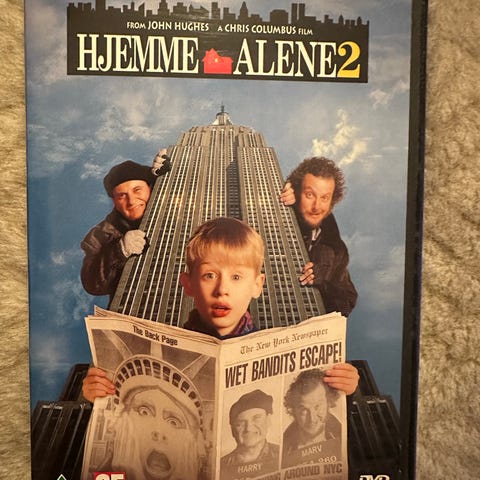 FROM JOHN HUGHES A CHRIS COLUMBUS FILM
HJEMME ALENE 2
The Back Page
The New York Newspaper
WET BANDITS ESCAPE!
HARRY
MARV
AROUND NYC
DVD